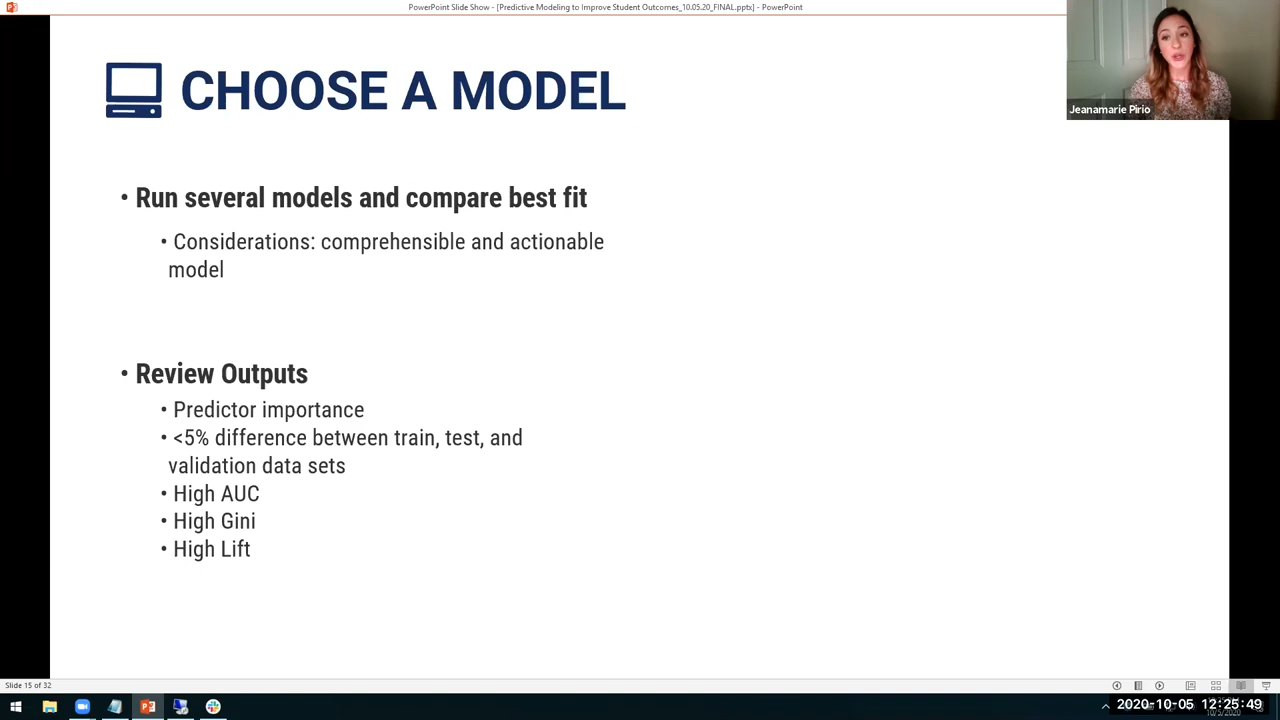 PowerPoint Slide Show - [Predictive Modeling to Improve Student Outcomes_10.05.20_FINAL.pptx] - PowerPoint
Jeanamarie Pirio
CHOOSE A MODEL
• Run several models and compare best fit
• Considerations: comprehensible and actionable
model
• Review Outputs
• Predictor importance
• <5% difference between train, test, and
validation data sets
• High AUC
• High Gini
• High Lift
Slide 15 of 32
2020-10-05 12:25:49
10/5/2020